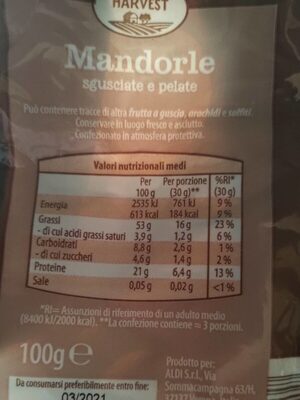 HARVEST
Mandorle
sgusciate e pelate
Può contenere tracce di altra frutta a guscio, arachidi e solfiti.
Conservare in luogo fresco e asciutto.
Confezionato in atmosfera protettiva.
Valori nutrizionali medi
Per 100 g Per porzione (30 g)** %RI* (30 g)
Energia 2535 kJ 761 kJ 9 %
613 kcal 184 kcal 9 %
Grassi 53 g 16 g 23 %
- di cui acidi grassi saturi 3,9 g 1,2 g 6 %
Carboidrati 8,8 g 2,6 g 1 %
- di cui zuccheri 4,6 g 1,4 g 2 %
Proteine 21 g 6,4 g 13 %
Sale 0,05 g 0,02 g <1 %
*RI= Assunzioni di riferimento di un adulto medio
(8400 kJ/2000 kcal). **La confezione contiene ≈ 3 porzioni.
100g e
Prodotto per:
ALDI S.r.l., Via
Sommacampagna 63/H,
37137 Verona
Da consumarsi preferibilmente entro fine:
03/2021